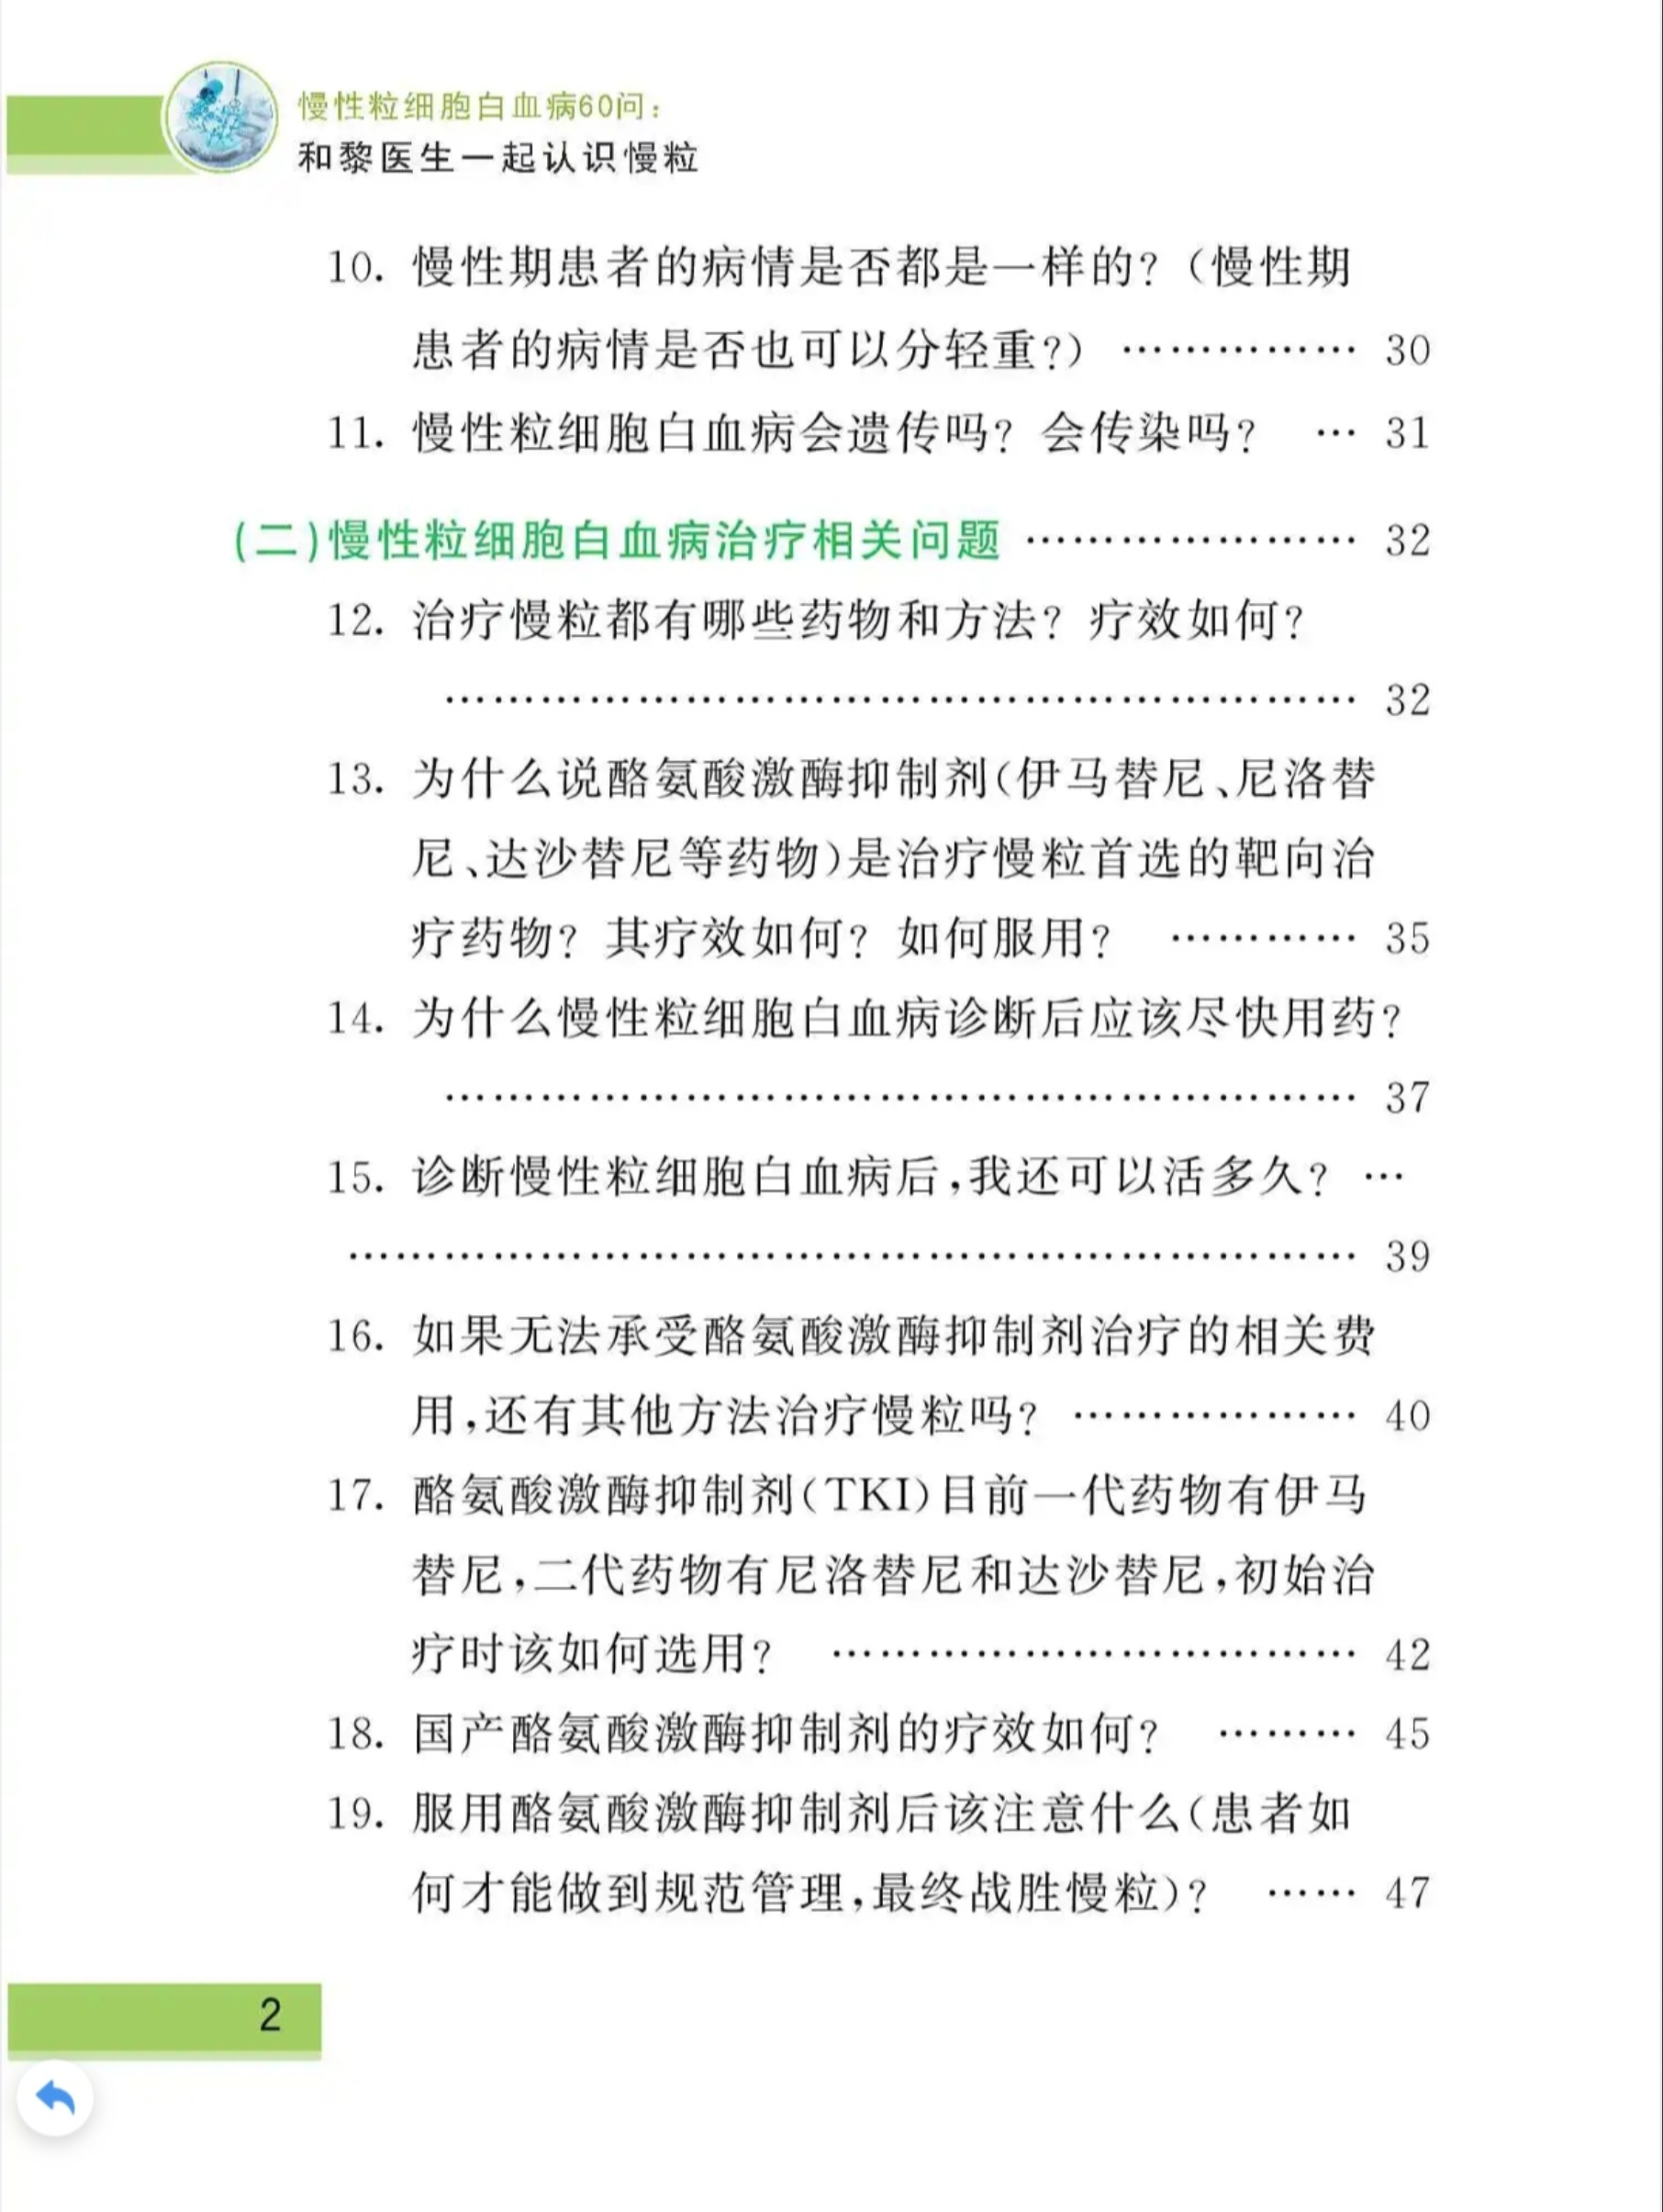 慢性粒细胞白血病60问：
和黎医生一起认识慢粒
10. 慢性期患者的病情是否都是一样的？（慢性期
患者的病情是否也可以分轻重？） …………… 30
11. 慢性粒细胞白血病会遗传吗？会传染吗？ … 31
(二)慢性粒细胞白血病治疗相关问题 ………………… 32
12. 治疗慢粒都有哪些药物和方法？疗效如何？
………………………………………………… 32
13. 为什么说酪氨酸激酶抑制剂(伊马替尼、尼洛替
尼、达沙替尼等药物)是治疗慢粒首选的靶向治
疗药物？其疗效如何？如何服用？ ………… 35
14. 为什么慢性粒细胞白血病诊断后应该尽快用药？
………………………………………………… 37
15. 诊断慢性粒细胞白血病后，我还可以活多久？ …
……………………………………………………… 39
16. 如果无法承受酪氨酸激酶抑制剂治疗的相关费
用，还有其他方法治疗慢粒吗？ ……………… 40
17. 酪氨酸激酶抑制剂(TKI)目前一代药物有伊马
替尼，二代药物有尼洛替尼和达沙替尼，初始治
疗时该如何选用？ …………………………… 42
18. 国产酪氨酸激酶抑制剂的疗效如何？ ……… 45
19. 服用酪氨酸激酶抑制剂后该注意什么(患者如
何才能做到规范管理，最终战胜慢粒)？ …… 47
2